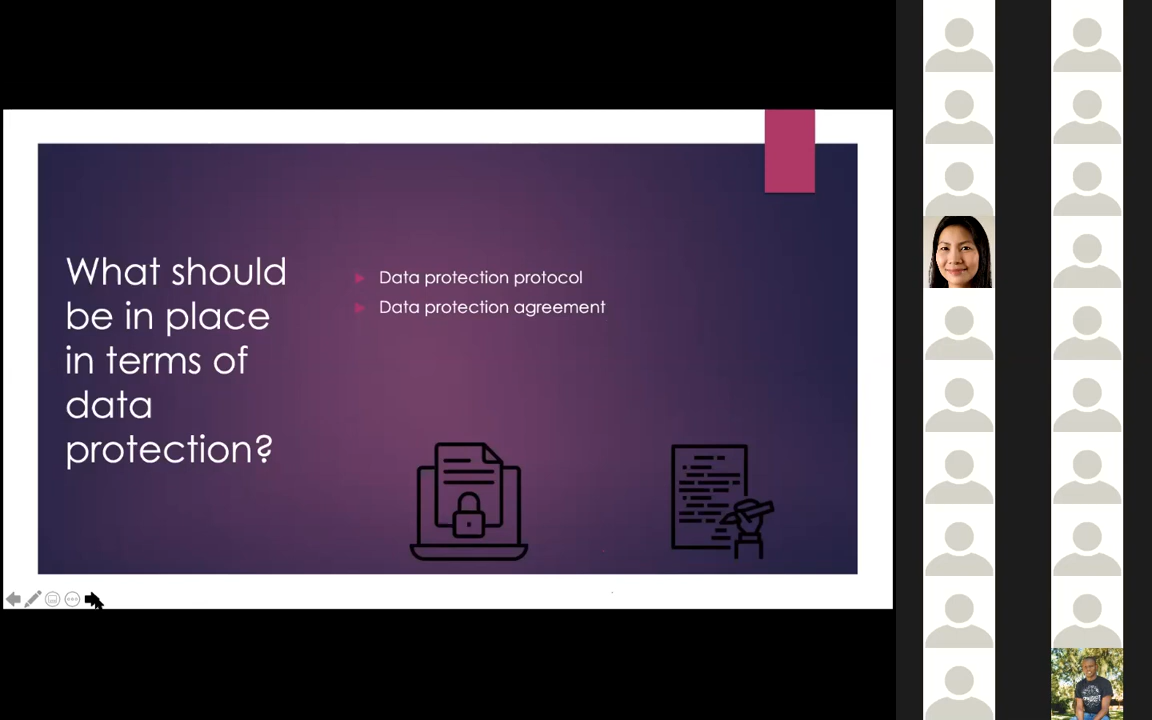 What should
be in place
in terms of
data
protection?
Data protection protocol
Data protection agreement